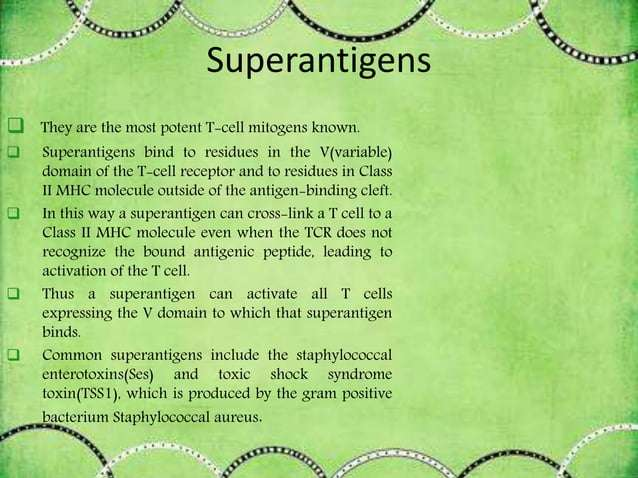 Superantigens
They are the most potent T-cell mitogens known.
Superantigens bind to residues in the V(variable)
domain of the T-cell receptor and to residues in Class
II MHC molecule outside of the antigen-binding cleft.
In this way a superantigen can cross-link a T cell to a
Class II MHC molecule even when the TCR does not
recognize the bound antigenic peptide, leading to
activation of the T cell.
Thus a superantigen can activate all T cells
expressing the V domain to which that superantigen
binds.
Common superantigens include the staphylococcal
enterotoxins(Ses) and toxic shock syndrome
toxin(TSS1), which is produced by the gram positive
bacterium Staphylococcal aureus.